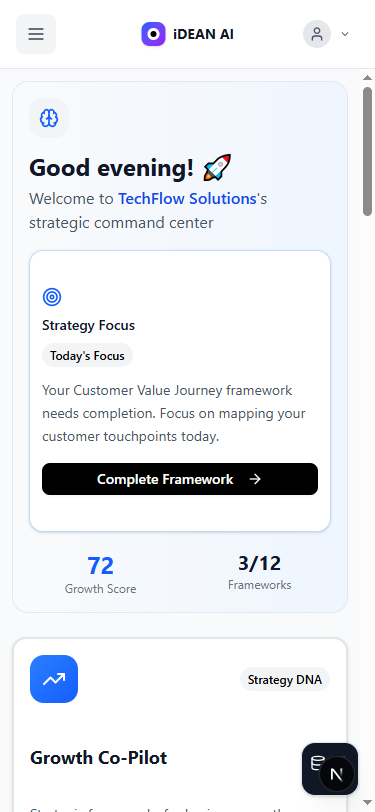 iDEAN AI
Good evening! 🚀
Welcome to TechFlow Solutions's
strategic command center
Strategy Focus
Today's Focus
Your Customer Value Journey framework
needs completion. Focus on mapping your
customer touchpoints today.
Complete Framework →
72
Growth Score
3/12
Frameworks
Strategy DNA
Growth Co-Pilot
N